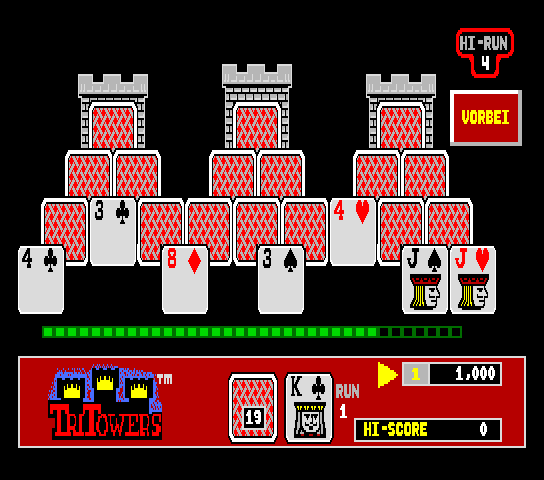 HI-RUN
4
VORBEI
3
4
4
8
3
J
J
TM
TRITOWERS
19
K
RUN
1
1 1,000
HI-SCORE 0